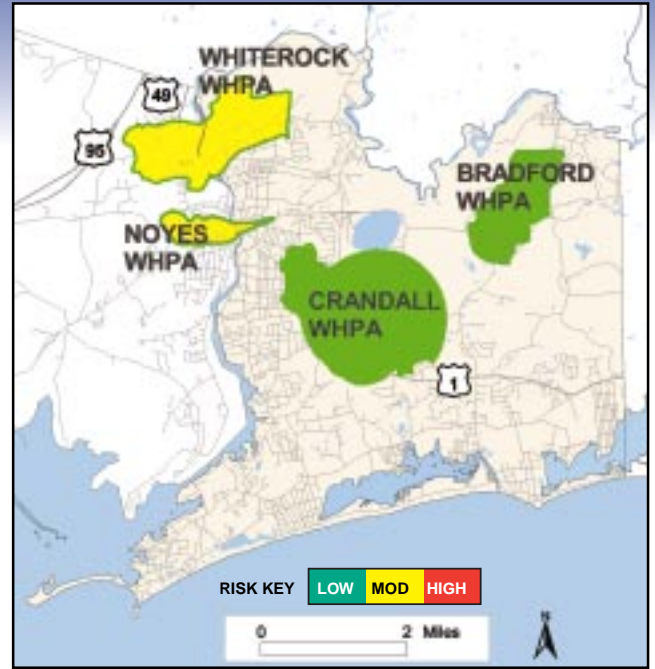 WHITEROCK
WHPA
49
95
BRADFORD
WHPA
NOYES
WHPA
CRANDALL
WHPA
1
RISK KEY LOW MOD HIGH
0 2 Miles
N